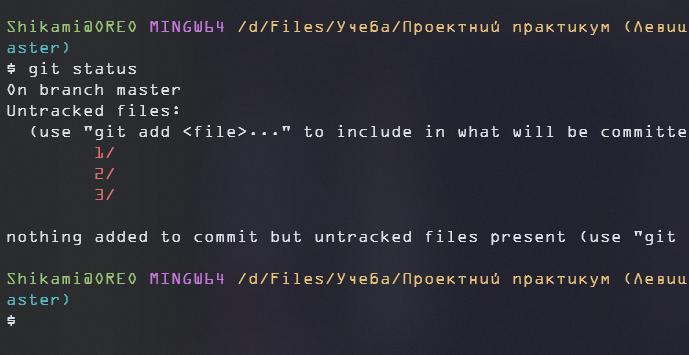 Shikami@OREO MINGW64 /d/Files/Учеба/Проектний практикум (Левиц
aster)
$ git status
On branch master
Untracked files:
  (use "git add <file>..." to include in what will be committe
        1/
        2/
        3/

nothing added to commit but untracked files present (use "git

Shikami@OREO MINGW64 /d/Files/Учеба/Проектний практикум (Левиц
aster)
$